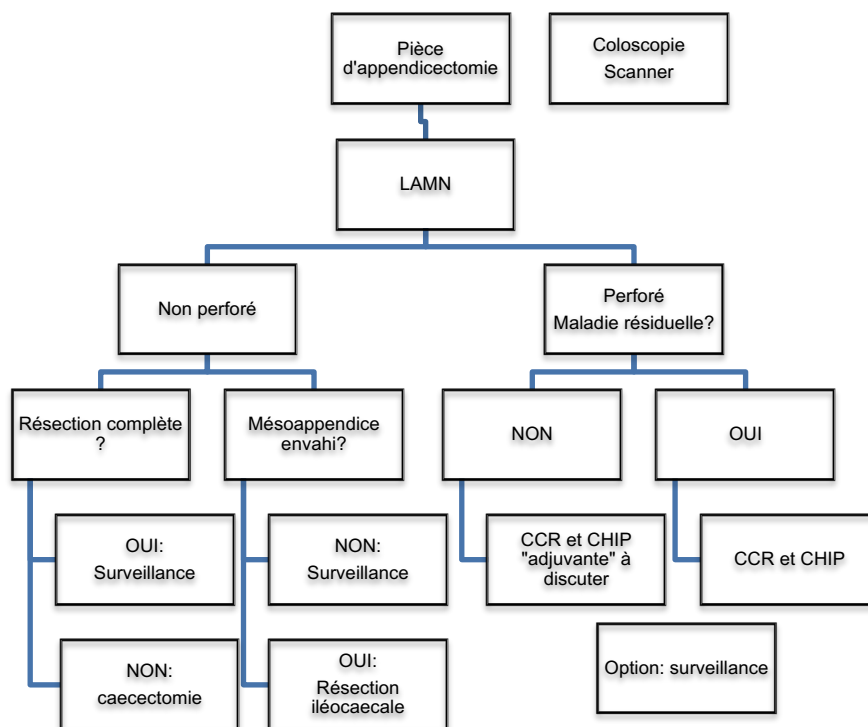 Pièce
d'appendicectomie
Coloscopie
Scanner
LAMN
Non perforé
Perforé
Maladie résiduelle?
Résection complète
?
Mésoappendice
envahi?
NON
OUI
OUI:
Surveillance
NON:
Surveillance
CCR et CHIP
"adjuvante" à
discuter
CCR et CHIP
NON:
caecectomie
OUI:
Résection
iléocaecale
Option: surveillance